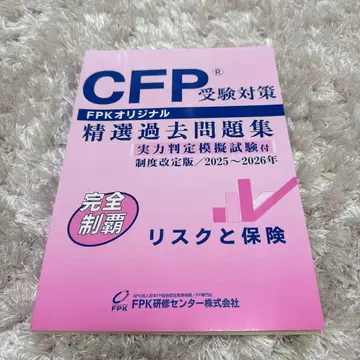 CFP®
受験対策
FPKオリジナル
精選過去問題集
実力判定模擬試験付
制度改定版/2025～2026年
完全
制覇
リスクと保険
FPK
FPK研修センター株式会社